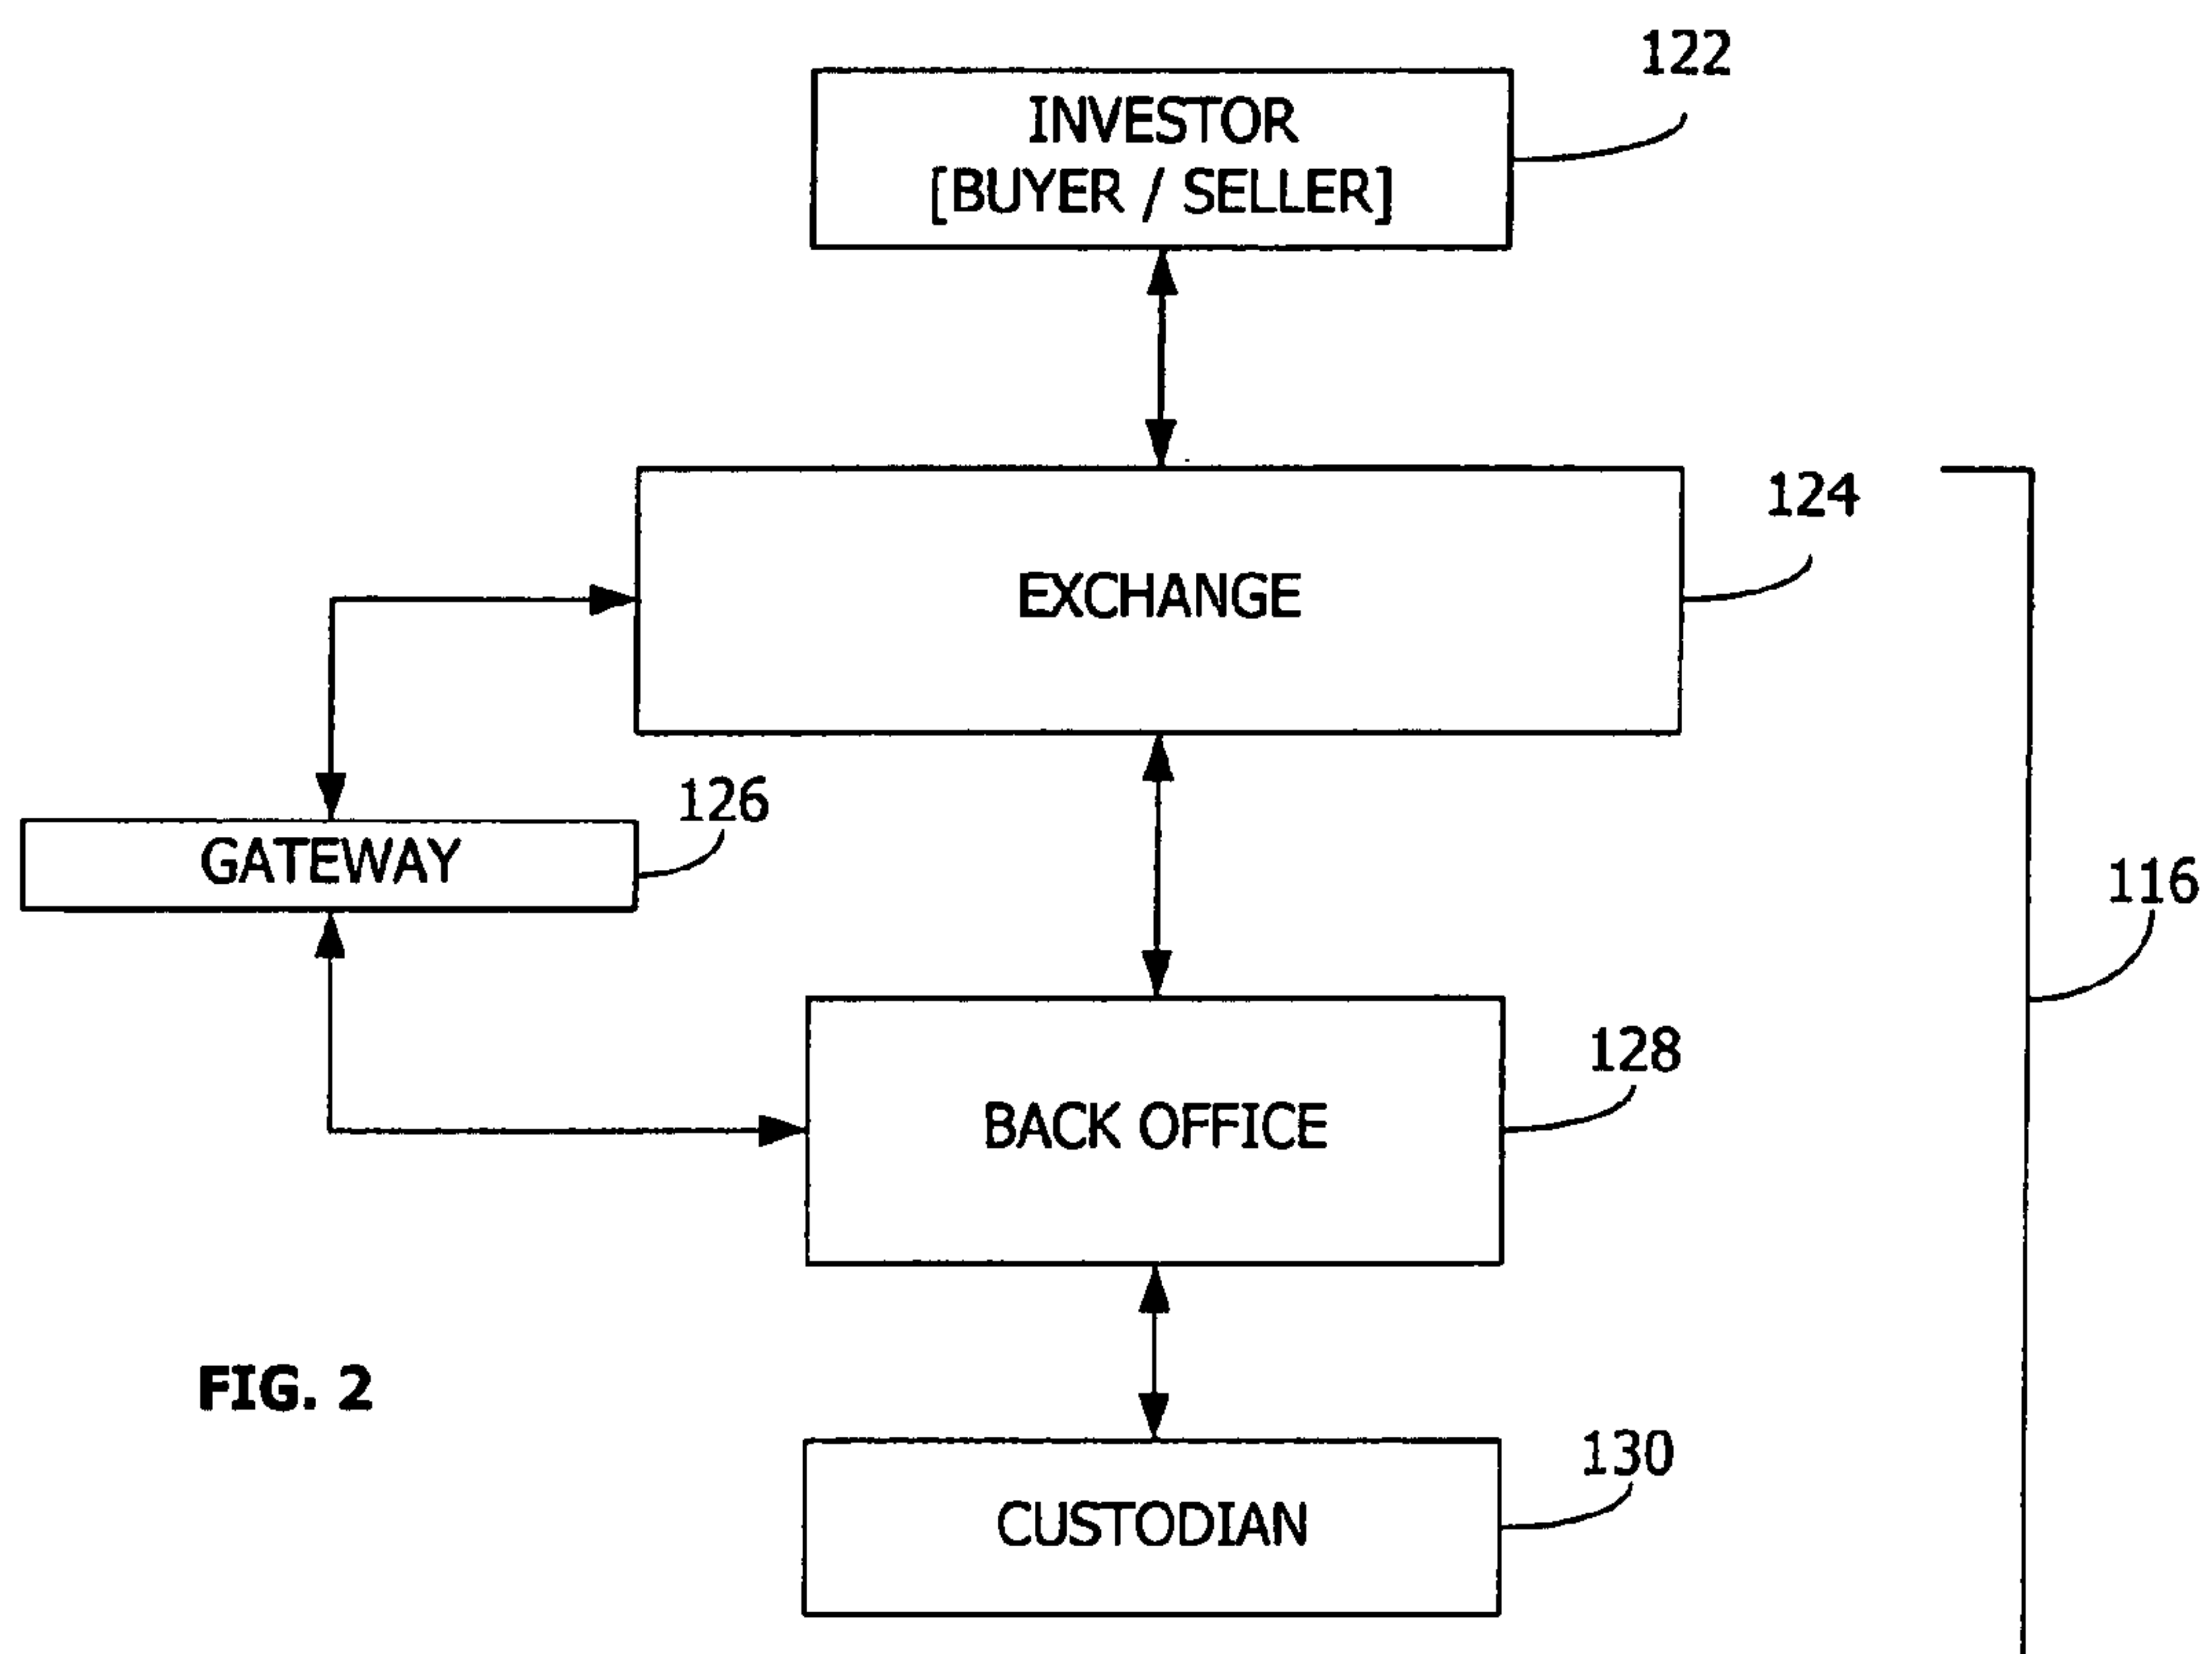 122
INVESTOR
[BUYER / SELLER]
124
EXCHANGE
126
GATEWAY
116
128
BACK OFFICE
FIG. 2
130
CUSTODIAN